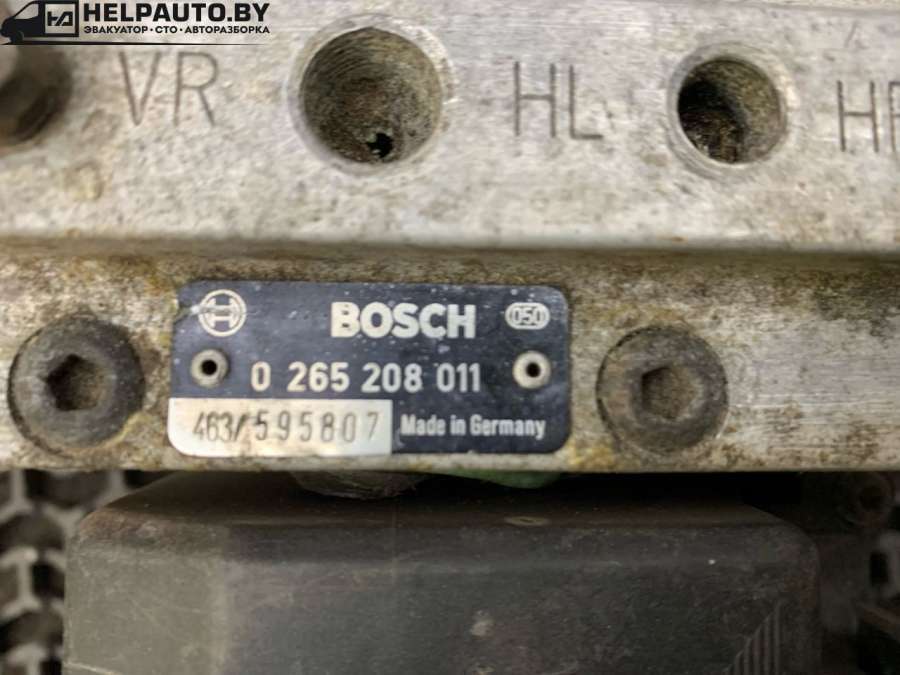 HELPAUTO.BY
ЭВАКУАТОР•СТО•АВТОРАЗБОРКА
VR HL
BOSCH 050
0 265 208 011
463/595807 Made in Germany